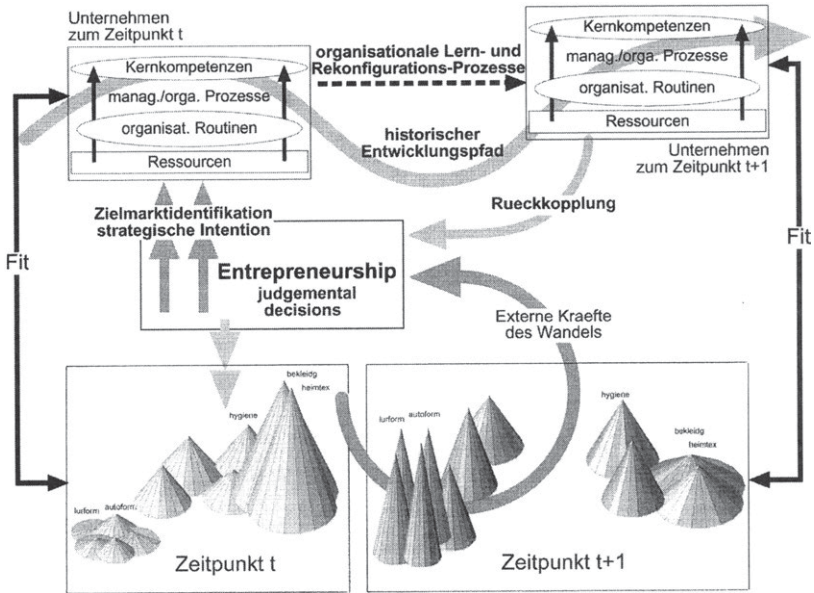 Unternehmen
zum Zeitpunkt t
Kernkompetenzen
manag./orga. Prozesse
organisat. Routinen
Ressourcen
organisationale Lern- und
Rekonfigurations-Prozesse
historischer
Entwicklungspfad
Kernkompetenzen
manag./orga. Prozesse
organisat. Routinen
Ressourcen
Unternehmen
zum Zeitpunkt t+1
Rueckkopplung
Zielmarktidentifikation
strategische Intention
Fit
Fit
Entrepreneurship
judgemental
decisions
Externe Kraefte
des Wandels
bekleidg
heimtex
hygiene
lurform
autoform
Zeitpunkt t
lurform
autoform
hygiene
bekleidg
heimtex
Zeitpunkt t+1